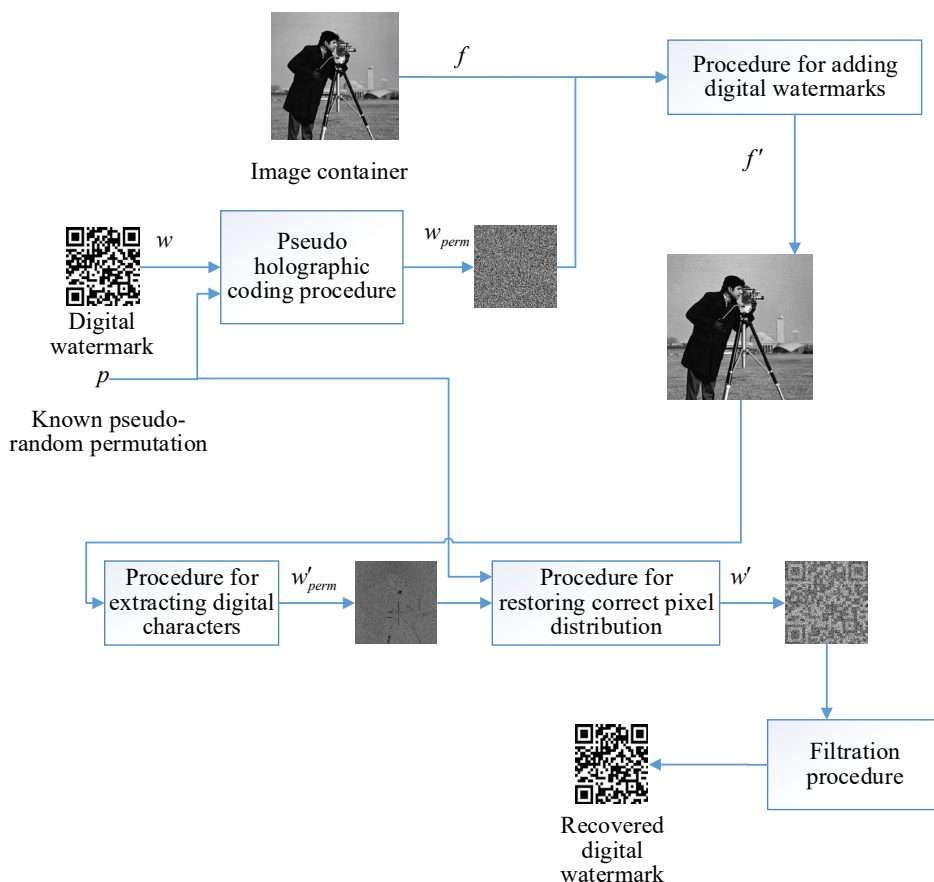 f
Procedure for adding
digital watermarks
Image container
f′
w
Pseudo
holographic
coding procedure
w_perm
Digital
watermark
p
Known pseudo-
random permutation
Procedure for
extracting digital
characters
w′_perm
Procedure for
restoring correct pixel
distribution
w′
Filtration
procedure
Recovered
digital
watermark